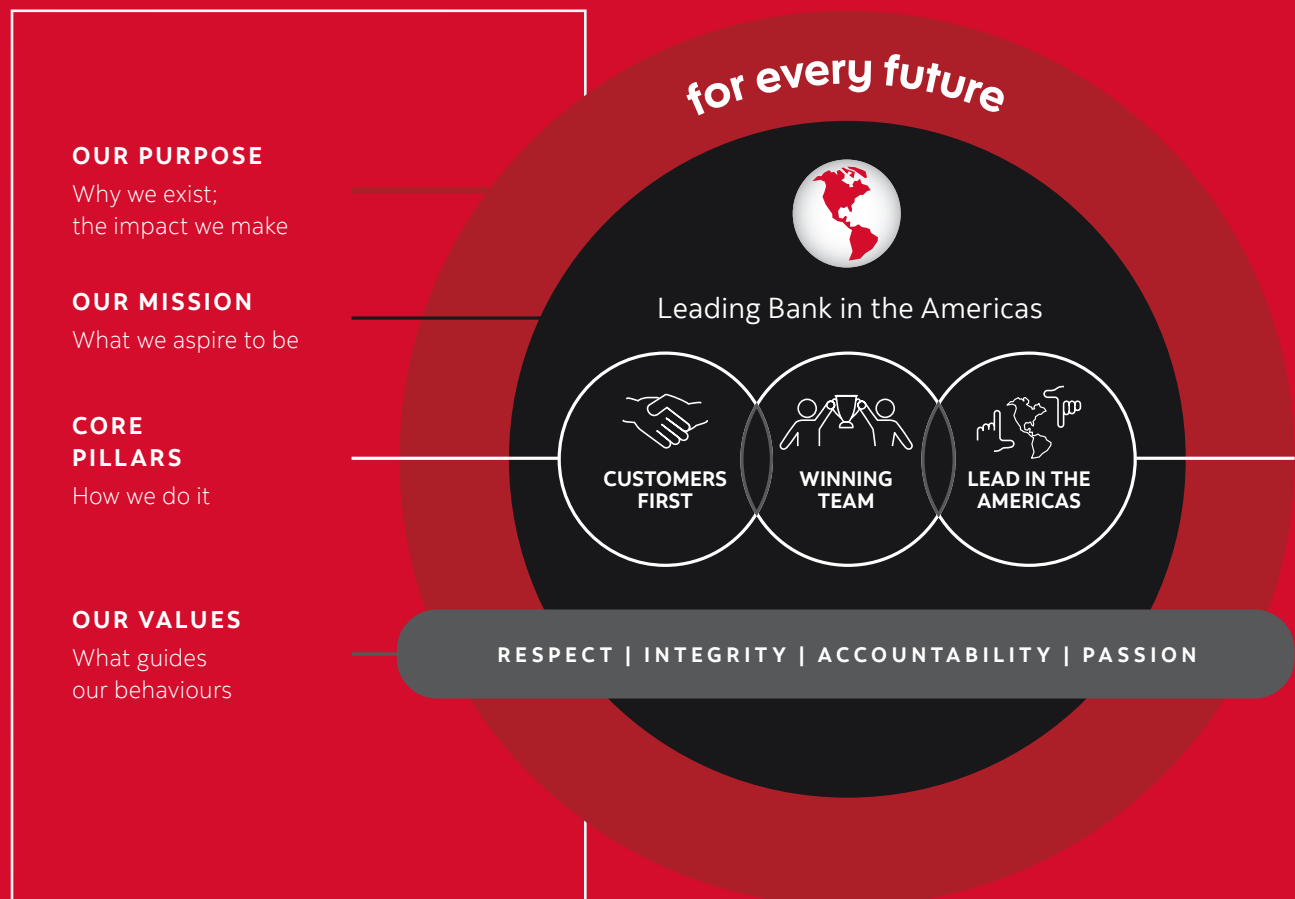 for every future
OUR PURPOSE
Why we exist;
the impact we make
OUR MISSION
What we aspire to be
Leading Bank in the Americas
CORE
PILLARS
How we do it
CUSTOMERS
FIRST
WINNING
TEAM
LEAD IN THE
AMERICAS
OUR VALUES
What guides
our behaviours
RESPECT | INTEGRITY | ACCOUNTABILITY | PASSION